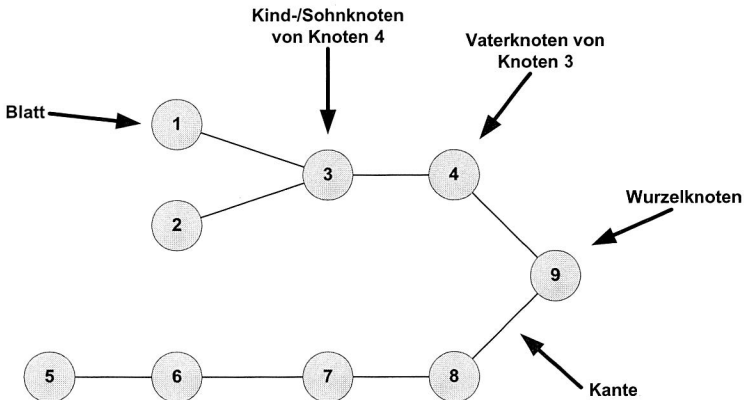 Kind-/Sohnknoten
von Knoten 4
Vaterknoten von
Knoten 3
Blatt
1
3
4
2
Wurzelknoten
9
5
6
7
8
Kante